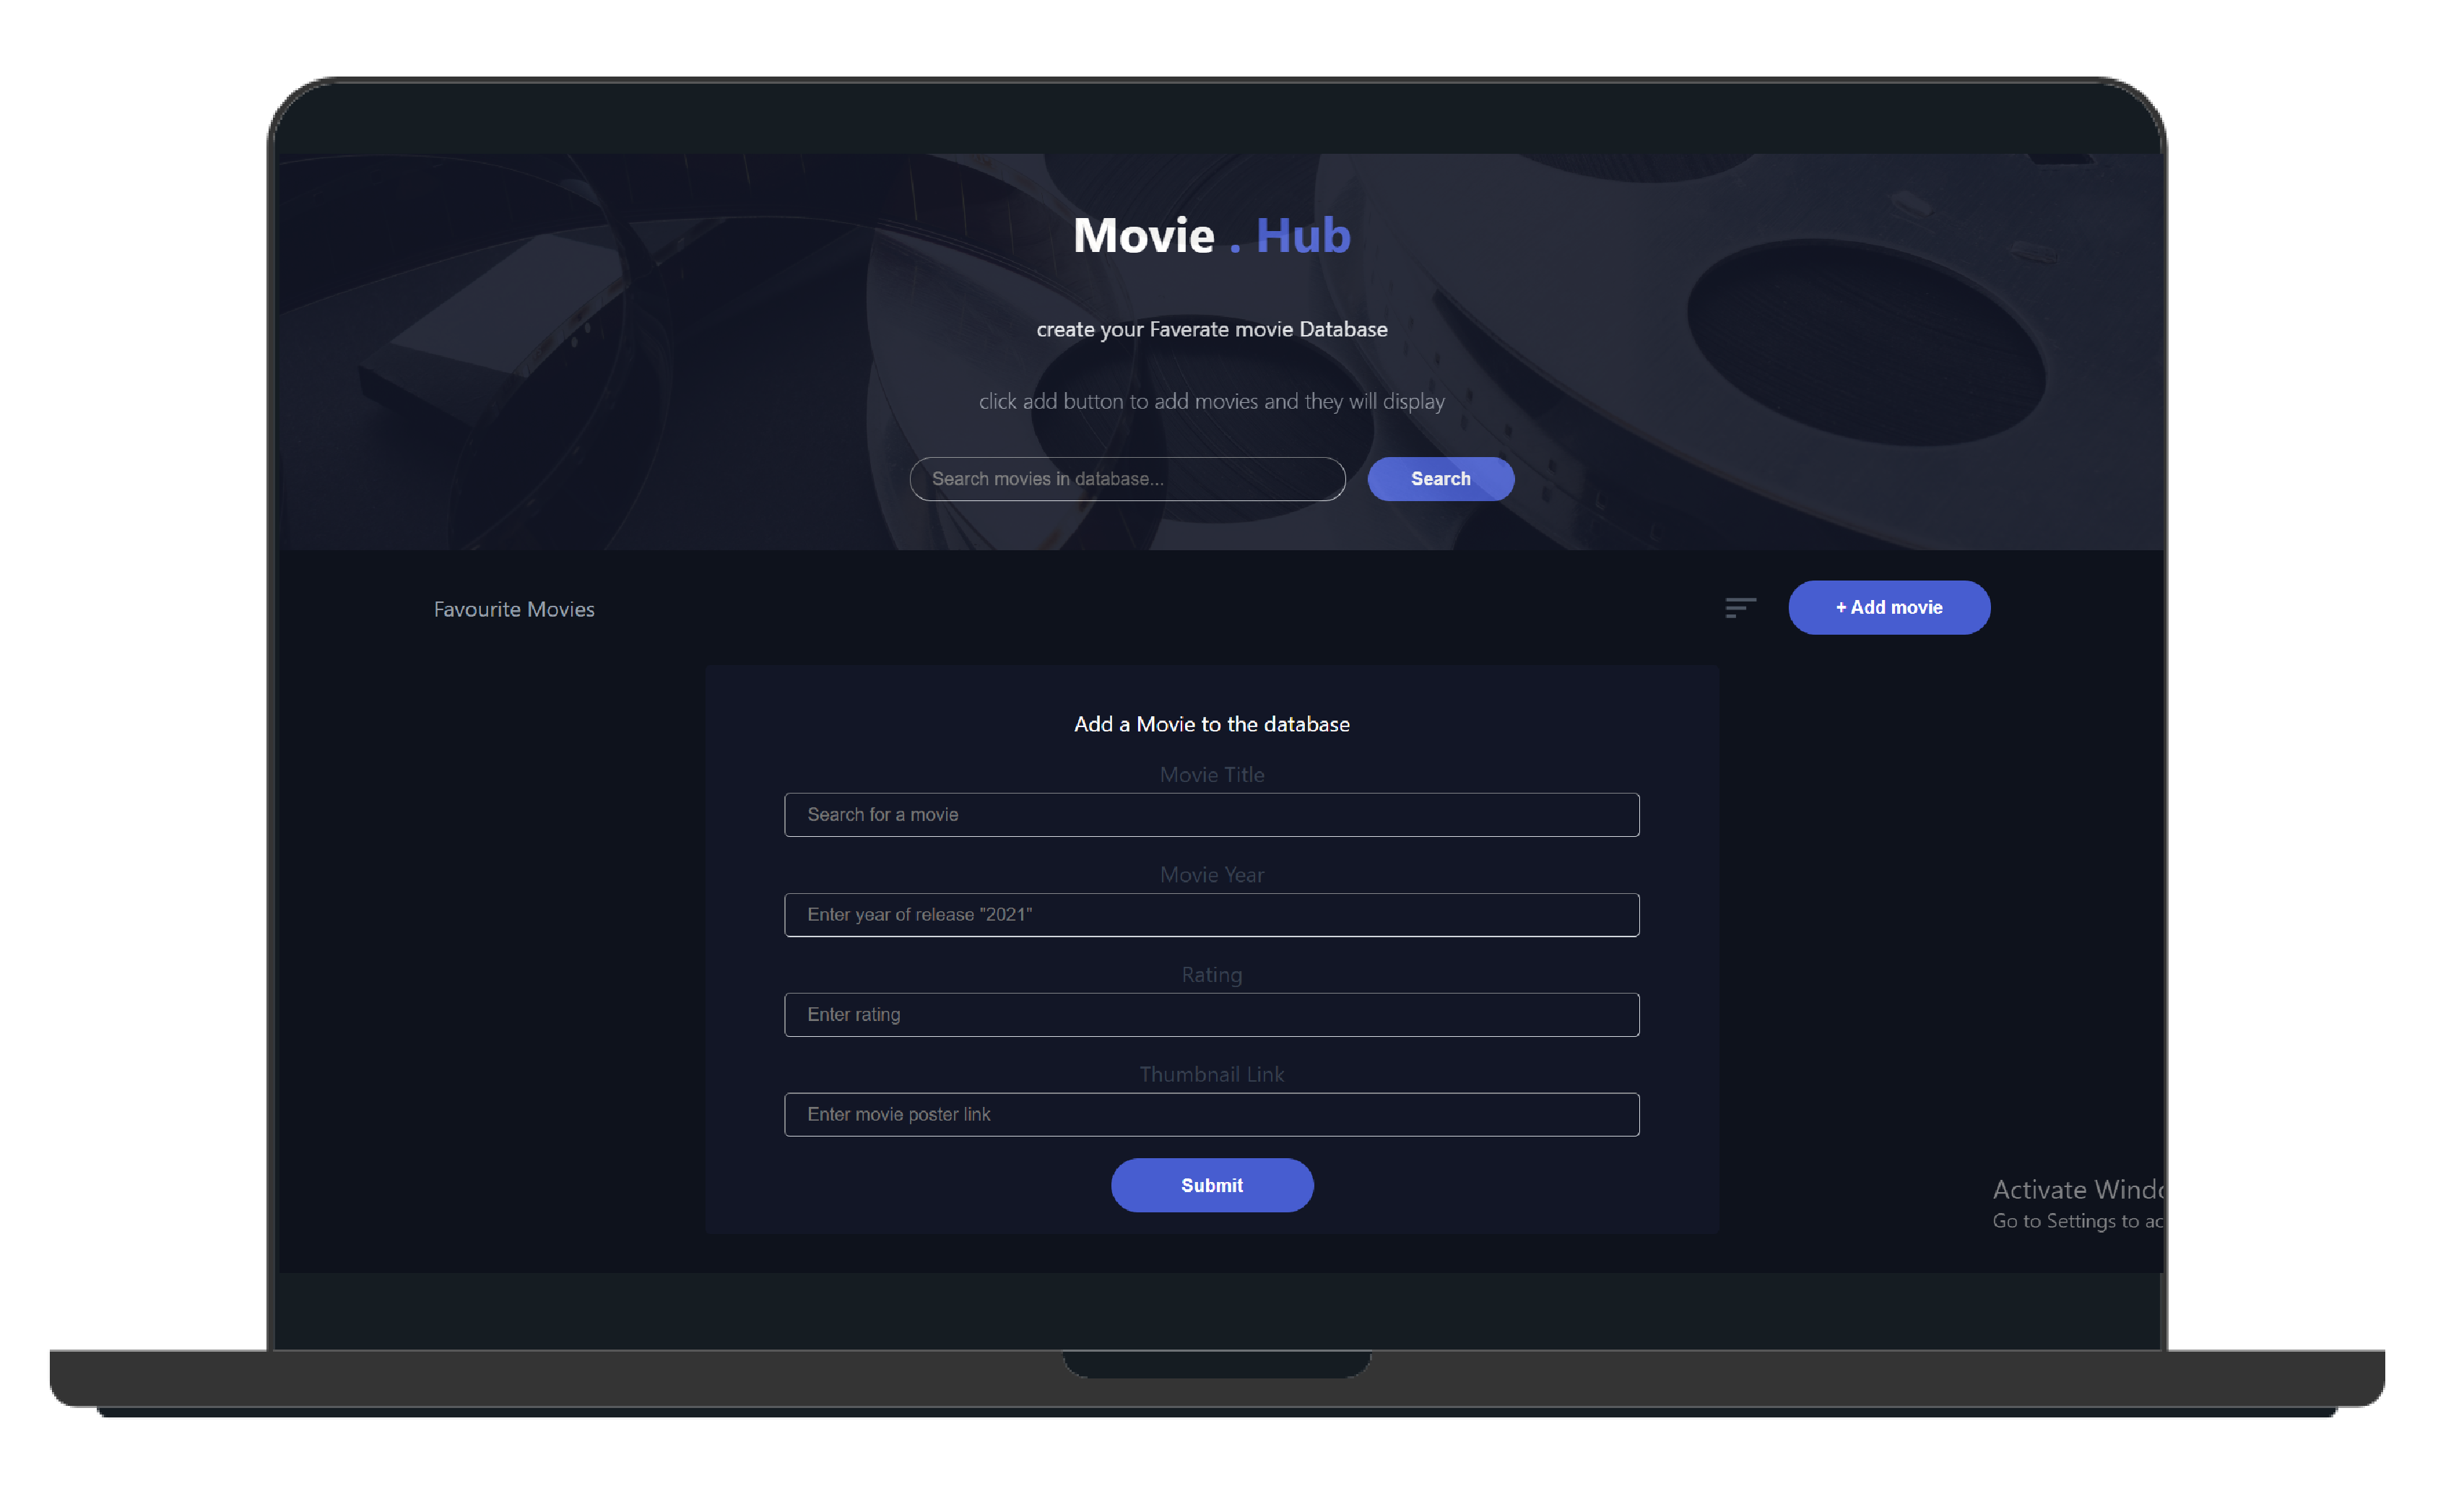 Movie . Hub
create your Faverate movie Database
click add button to add movies and they will display
Search movies in database...
Search
Favourite Movies
+ Add movie
Add a Movie to the database
Movie Title
Search for a movie
Movie Year
Enter year of release "2021"
Rating
Enter rating
Thumbnail Link
Enter movie poster link
Submit
Activate
Go to Settings to